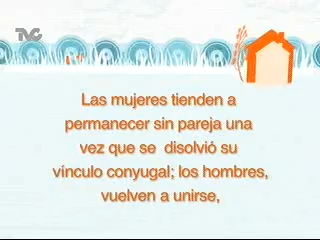 TVC
Las mujeres tienden a
permanecer sin pareja una
vez que se disolvió su
vínculo conyugal; los hombres,
vuelven a unirse,